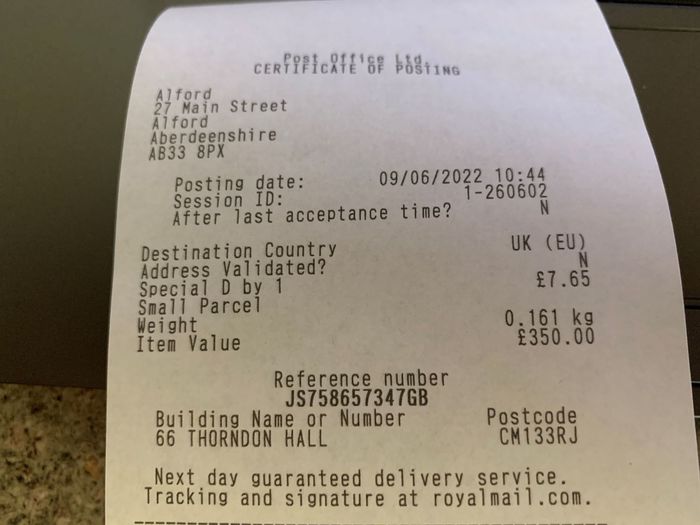 Post Office Ltd.
CERTIFICATE OF POSTING
Alford
27 Main Street
Alford
Aberdeenshire
AB33 8PX
Posting date: 09/06/2022 10:44
Session ID: 1-260602
After last acceptance time? N
Destination Country UK (EU)
Address Validated? N
Special D by 1 £7.65
Small Parcel
Weight 0.161 kg
Item Value £350.00
Reference number
JS758657347GB
Building Name or Number Postcode
66 THORNDON HALL CM133RJ
Next day guaranteed delivery service.
Tracking and signature at royalmail.com.